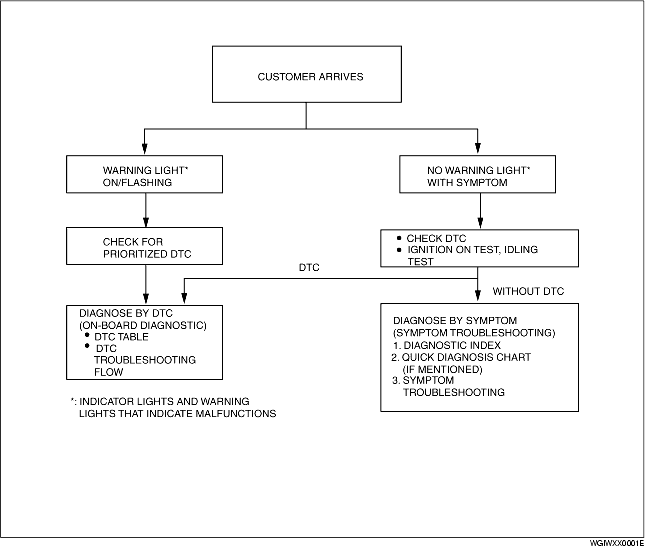 CUSTOMER ARRIVES
WARNING LIGHT*
ON/FLASHING
NO WARNING LIGHT*
WITH SYMPTOM
CHECK FOR
PRIORITIZED DTC
• CHECK DTC
• IGNITION ON TEST, IDLING
TEST
DTC
WITHOUT DTC
DIAGNOSE BY DTC
(ON-BOARD DIAGNOSTIC)
• DTC TABLE
• DTC
TROUBLESHOOTING
FLOW
DIAGNOSE BY SYMPTOM
(SYMPTOM TROUBLESHOOTING)
1. DIAGNOSTIC INDEX
2. QUICK DIAGNOSIS CHART
(IF MENTIONED)
3. SYMPTOM
TROUBLESHOOTING
*: INDICATOR LIGHTS AND WARNING
LIGHTS THAT INDICATE MALFUNCTIONS
WGIWXX0001E